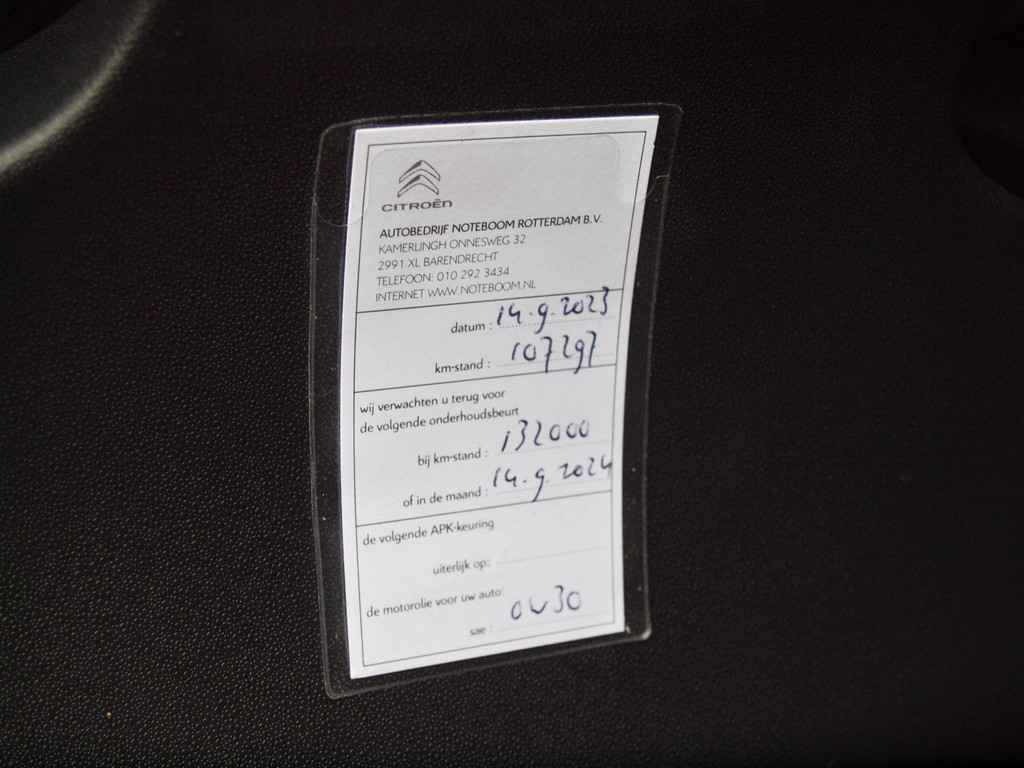 CITROËN
AUTOBEDRIJF NOTEBOOM ROTTERDAM B.V.
KAMERLINGH ONNESWEG 32
2991 XL BARENDRECHT
TELEFOON: 010 292 3434
INTERNET WWW.NOTEBOOM.NL
datum : 14.9.2023
km-stand : 107297
wij verwachten u terug voor
de volgende onderhoudsbeurt
bij km-stand : 132000
of in de maand : 14.9.2024
de volgende APK-keuring
uiterlijk op:
de motorolie voor uw auto
sae : 0W30